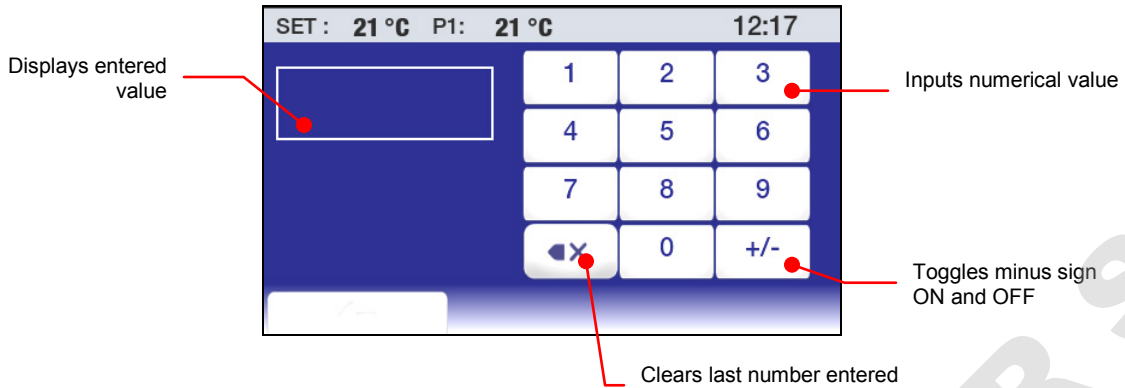 SET : 21 °C P1: 21 °C 12:17
Displays entered
value
1 2 3
Inputs numerical value
4 5 6
7 8 9
0 +/-
Toggles minus sign
ON and OFF
Clears last number entered